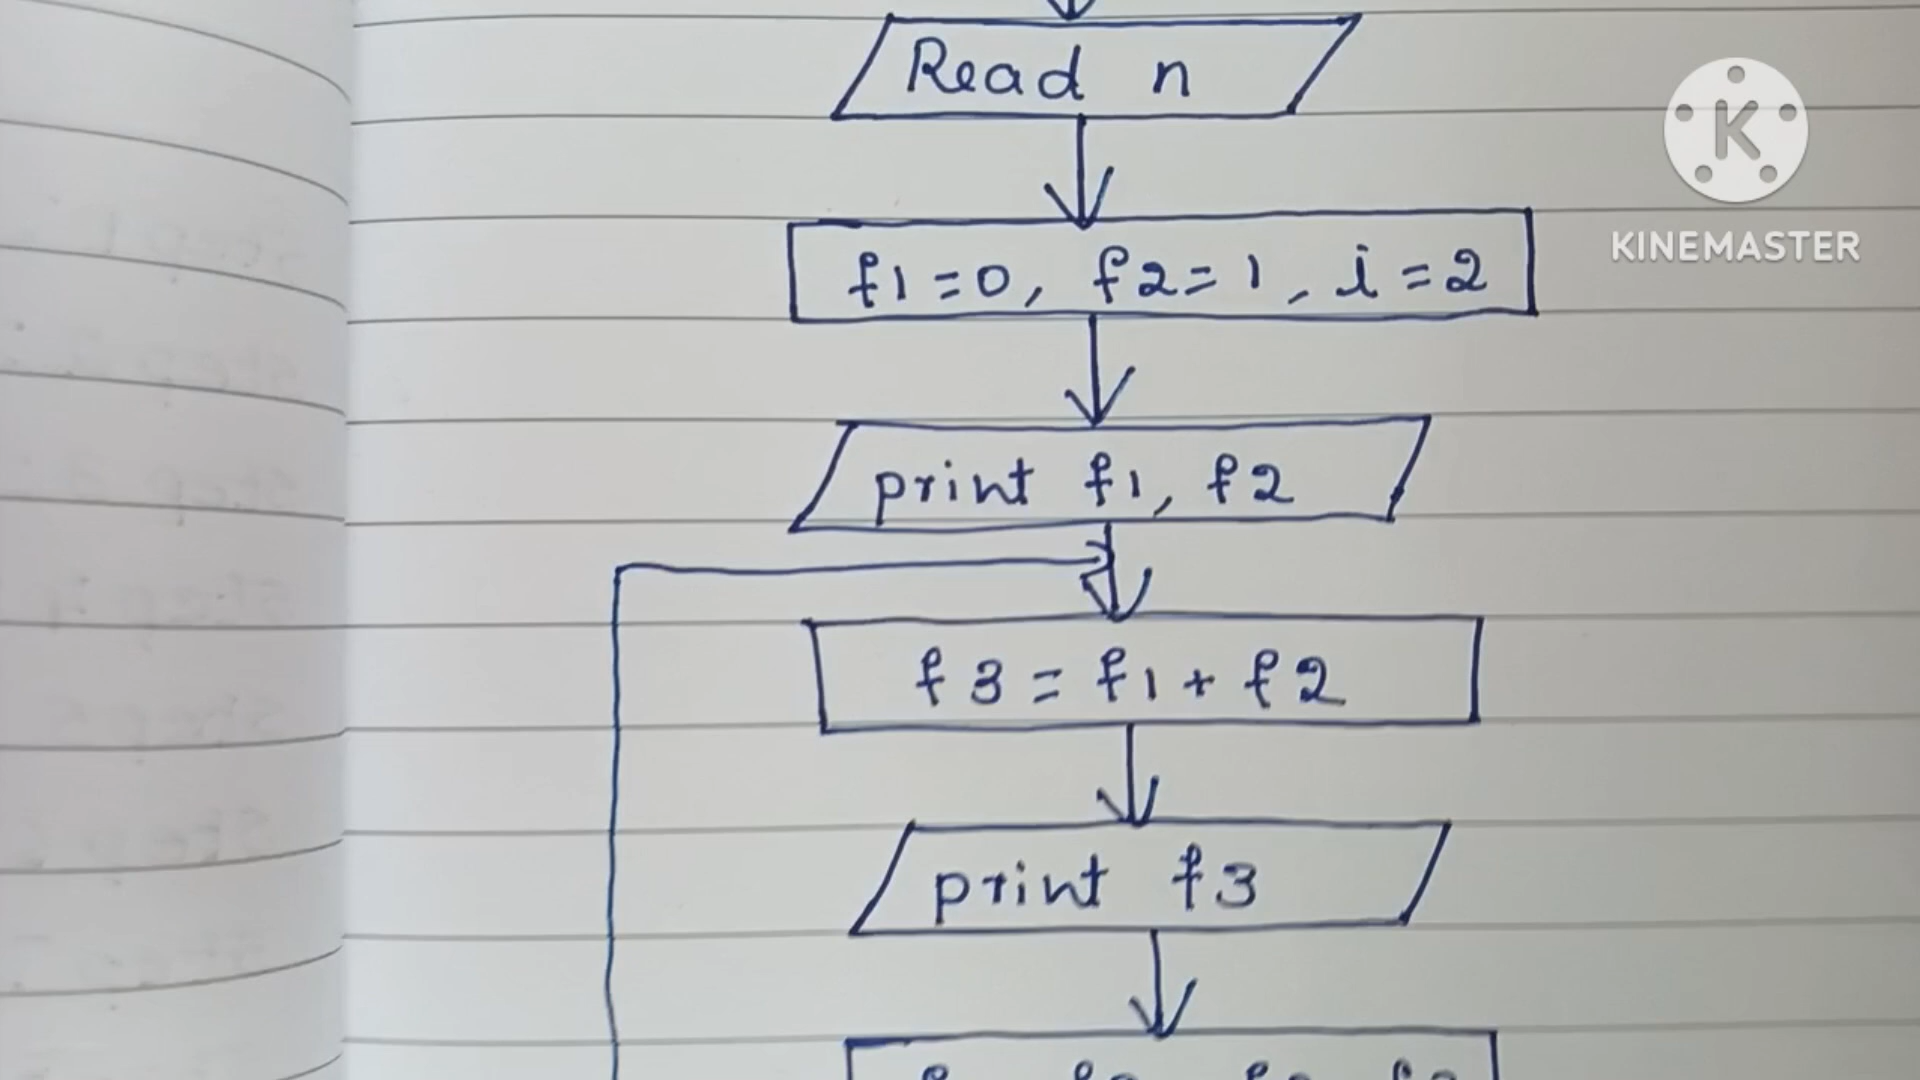 Read n
K
KINEMASTER
f1=0, f2=1, i=2
print f1, f2
f3=f1+f2
print f3